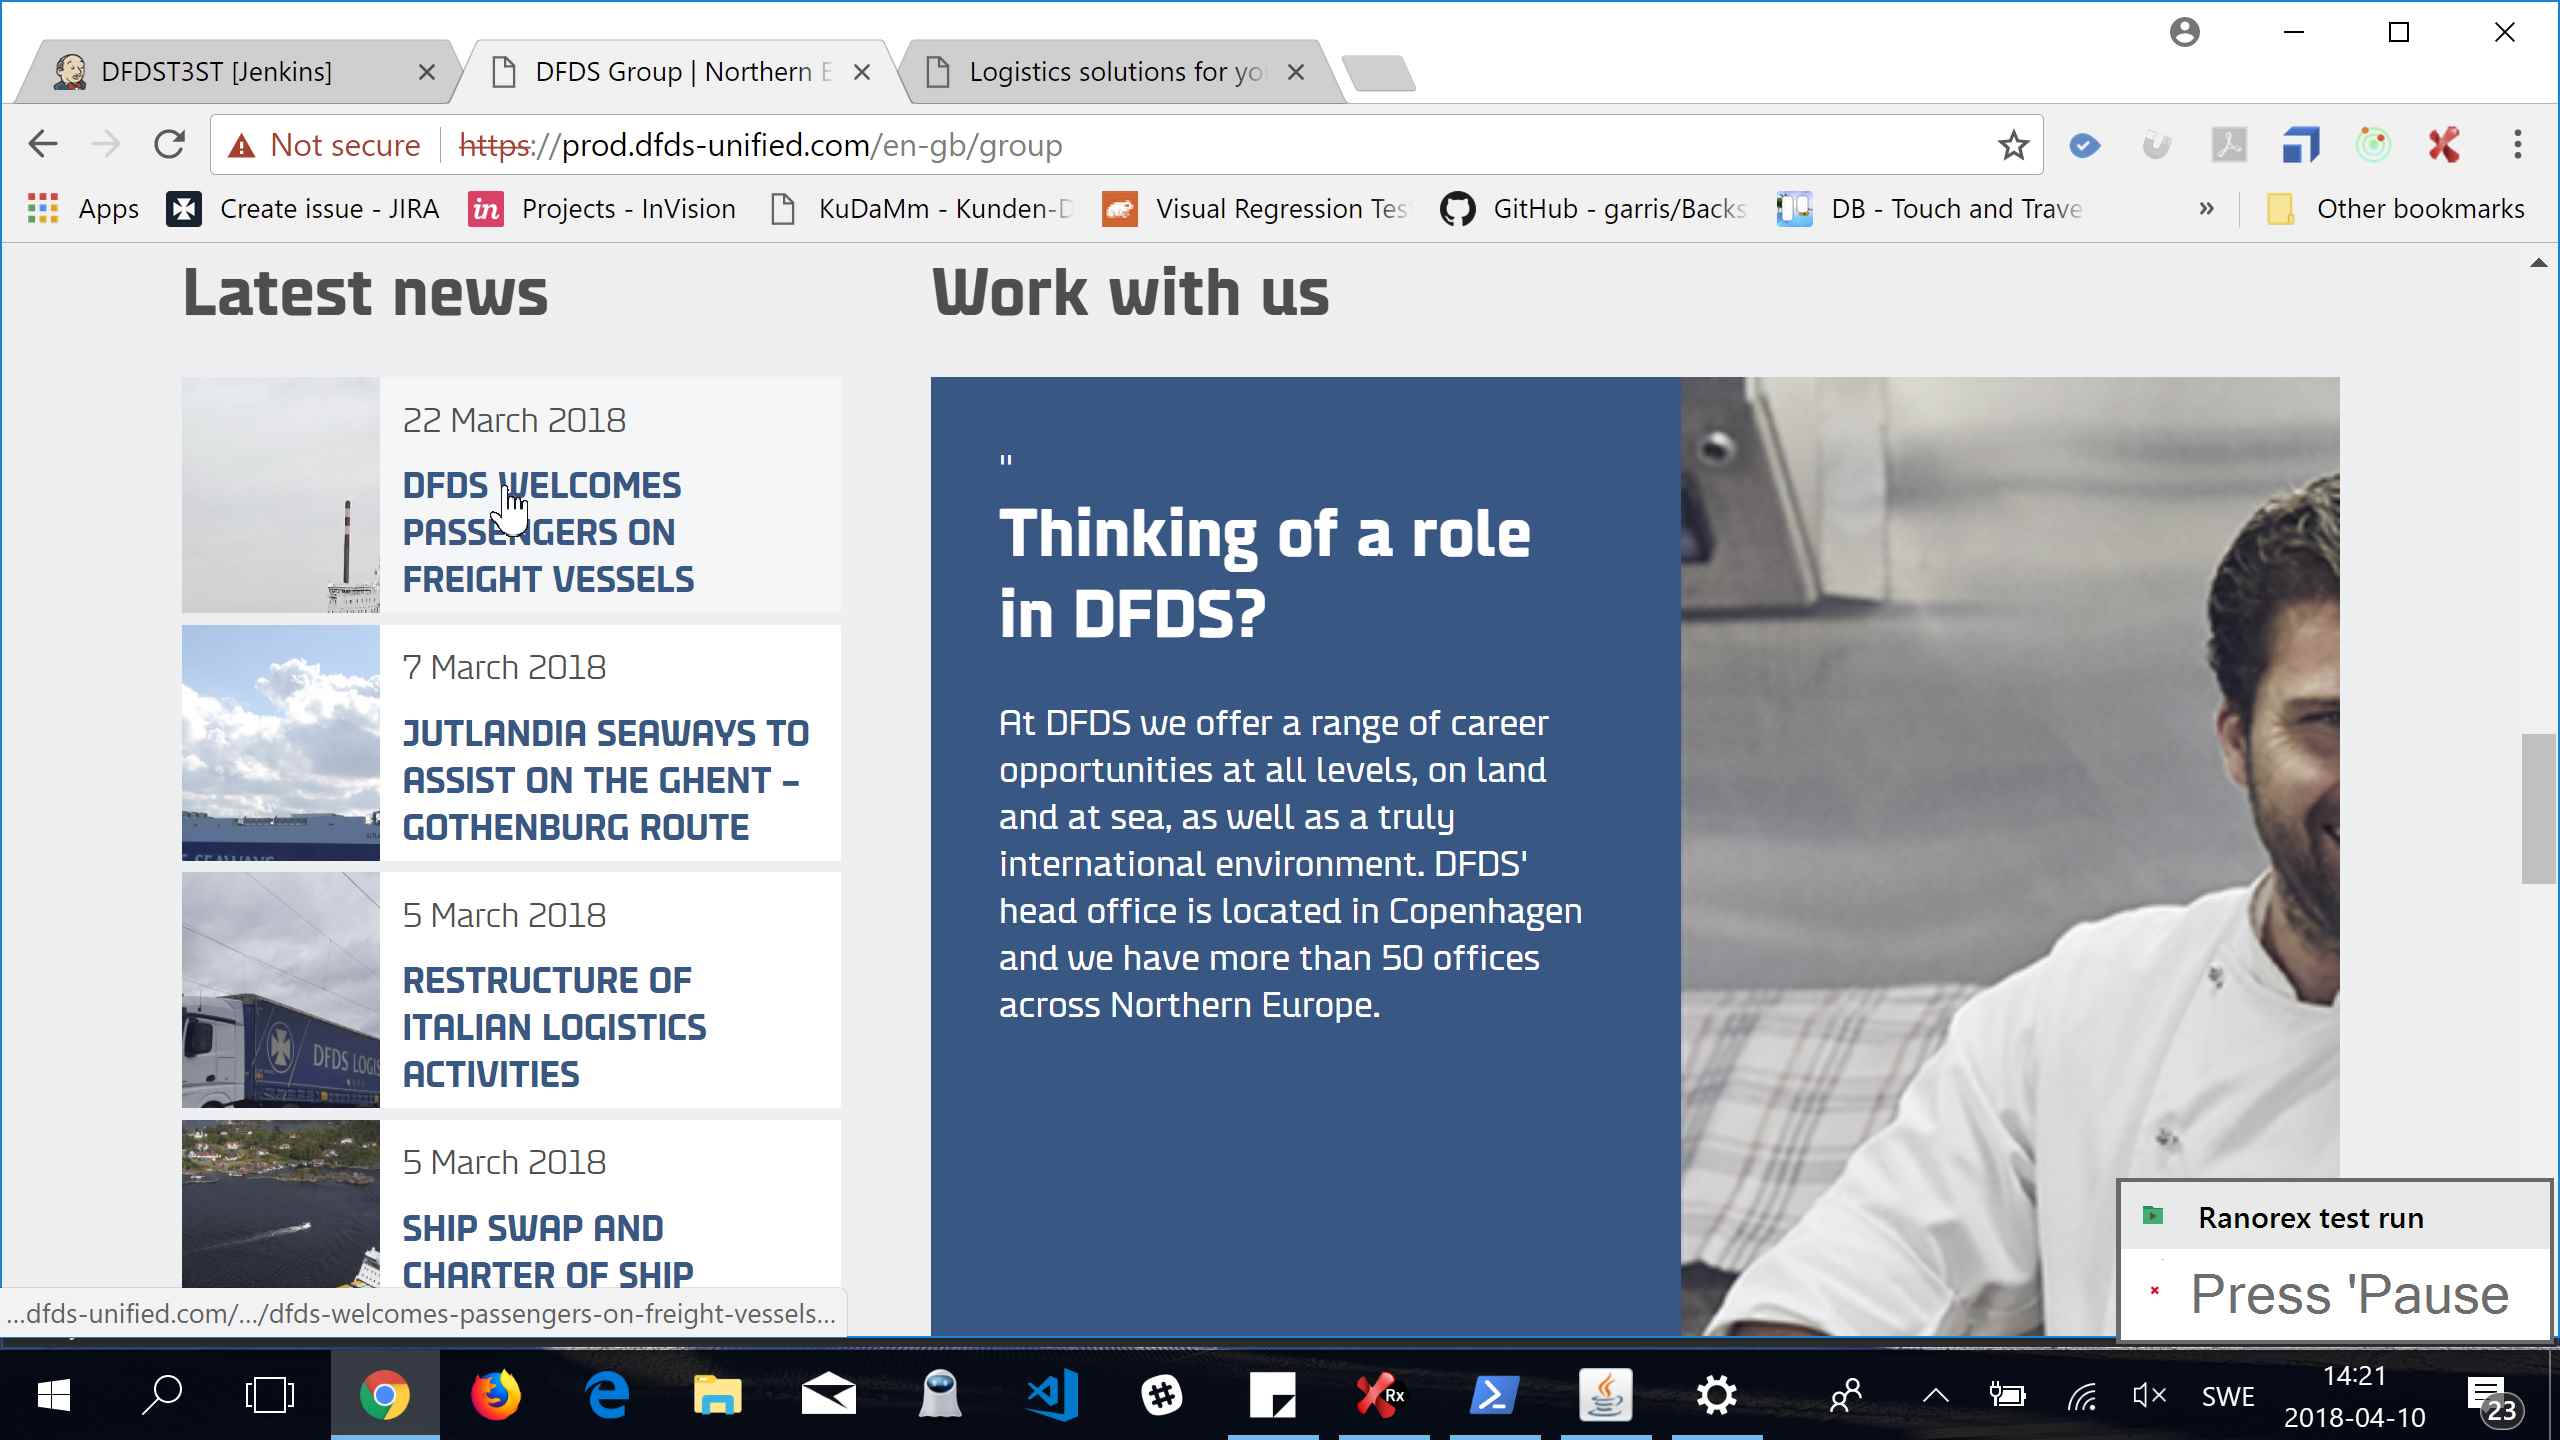 DFDST3ST [Jenkins]
DFDS Group | Northern E
Logistics solutions for yo
Not secure
https://prod.dfds-unified.com/en-gb/group
Apps
Create issue - JIRA
in
Projects - InVision
KuDaMm - Kunden-D
Visual Regression Tes
GitHub - garris/Backs
DB - Touch and Trave
»
Other bookmarks
Latest news
22 March 2018
DFDS WELCOMES
PASSENGERS ON
FREIGHT VESSELS
7 March 2018
JUTLANDIA SEAWAYS TO
ASSIST ON THE GHENT –
GOTHENBURG ROUTE
5 March 2018
RESTRUCTURE OF
ITALIAN LOGISTICS
ACTIVITIES
DFDS LOGIS
5 March 2018
SHIP SWAP AND
CHARTER OF SHIP
Work with us
"
Thinking of a role
in DFDS?
At DFDS we offer a range of career
opportunities at all levels, on land
and at sea, as well as a truly
international environment. DFDS'
head office is located in Copenhagen
and we have more than 50 offices
across Northern Europe.
...dfds-unified.com/.../dfds-welcomes-passengers-on-freight-vessels...
Ranorex test run
Press 'Pause
Rx
SWE
14:21
2018-04-10
23